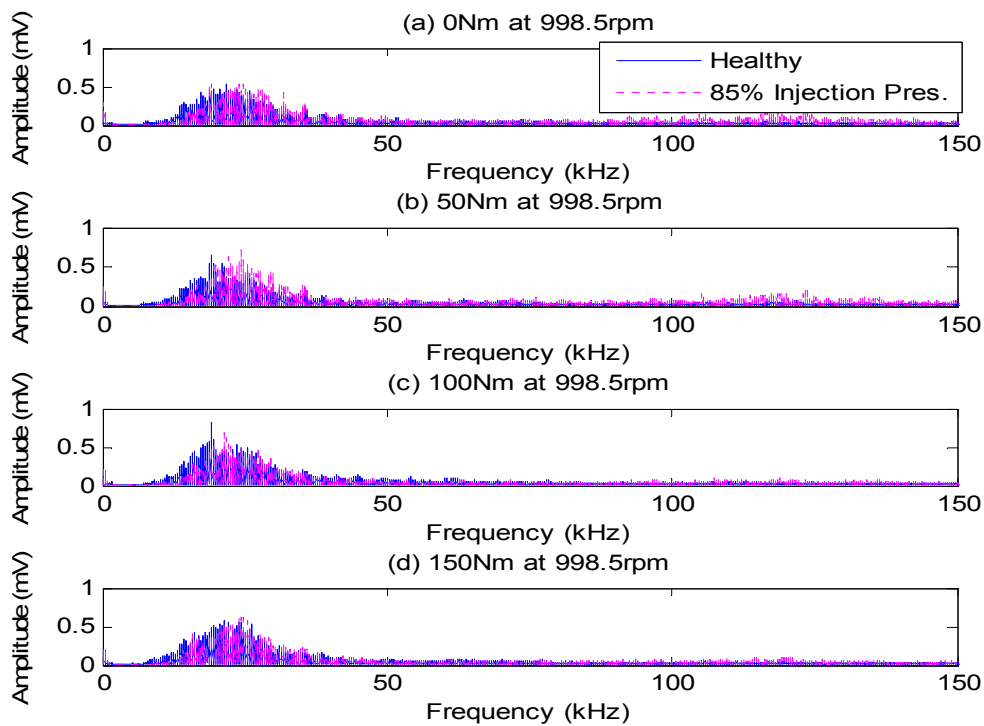 (a) 0Nm at 998.5rpm
Amplitude (mV)
1
0.5
0
Healthy
85% Injection Pres.
0 50 100 150
Frequency (kHz)
(b) 50Nm at 998.5rpm
Amplitude (mV)
1
0.5
0
0 50 100 150
Frequency (kHz)
(c) 100Nm at 998.5rpm
Amplitude (mV)
1
0.5
0
0 50 100 150
Frequency (kHz)
(d) 150Nm at 998.5rpm
Amplitude (mV)
1
0.5
0
0 50 100 150
Frequency (kHz)